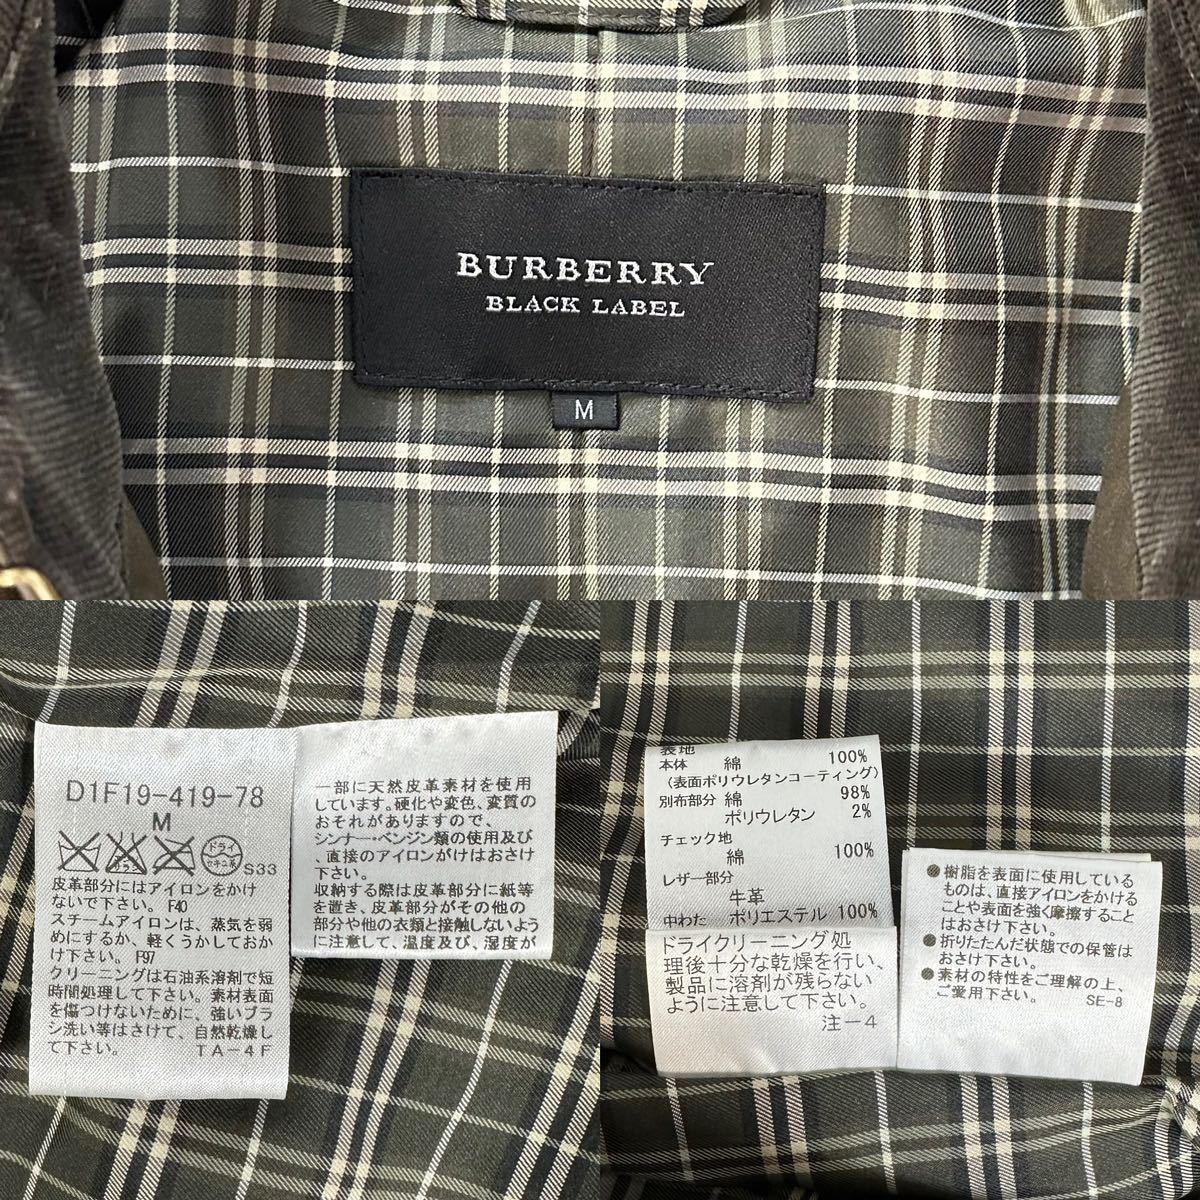 BURBERRY
BLACK LABEL
M
D1F19-419-78
M
ドライ
セキユ系
S33
皮革部分にはアイロンをかけ
ないで下さい。 F40
スチームアイロンは、蒸気を弱
めにするか、軽くうかしておか
け下さい。 F97
クリーニングは石油系溶剤で短
時間処理して下さい。素材表面
を傷つけないために、強いブラ
シ洗い等はさけて、自然乾燥し
て下さい。 TA-4F
一部に天然皮革素材を使用
しています。硬化や変色、変質の
おそれがありますので、
シンナー・ベンジン類の使用及び
、直接のアイロンがけはおさけ
下さい。
収納する際は皮革部分に紙等
を置き、皮革部分がその他の
部分や他の衣類と接触しないよう
に注意して、温度及び、湿度が
表地
本体 綿 100%
(表面ポリウレタンコーティング)
別布部分 綿 98%
ポリウレタン 2%
チェック地
綿 100%
レザー部分
牛革
中わた ポリエステル 100%
ドライクリーニング処
理後十分な乾燥を行い、
製品に溶剤が残らない
ように注意して下さい。
注-4
●樹脂を表面に使用している
ものは、直接アイロンをかける
ことや表面を強く摩擦すること
はおさけ下さい。
●折りたたんだ状態での保管は
おさけ下さい。
●素材の特性をご理解の上、
ご愛用下さい。 SE-8